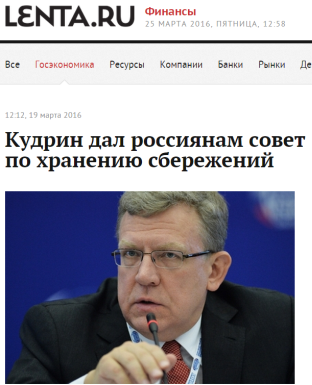 LENTA.RU
Финансы
25 МАРТА 2016, ПЯТНИЦА, 12:58
Все Госэкономика Ресурсы Компании Банки Рынки Де
12:12, 19 марта 2016
Кудрин дал россиянам совет
по хранению сбережений